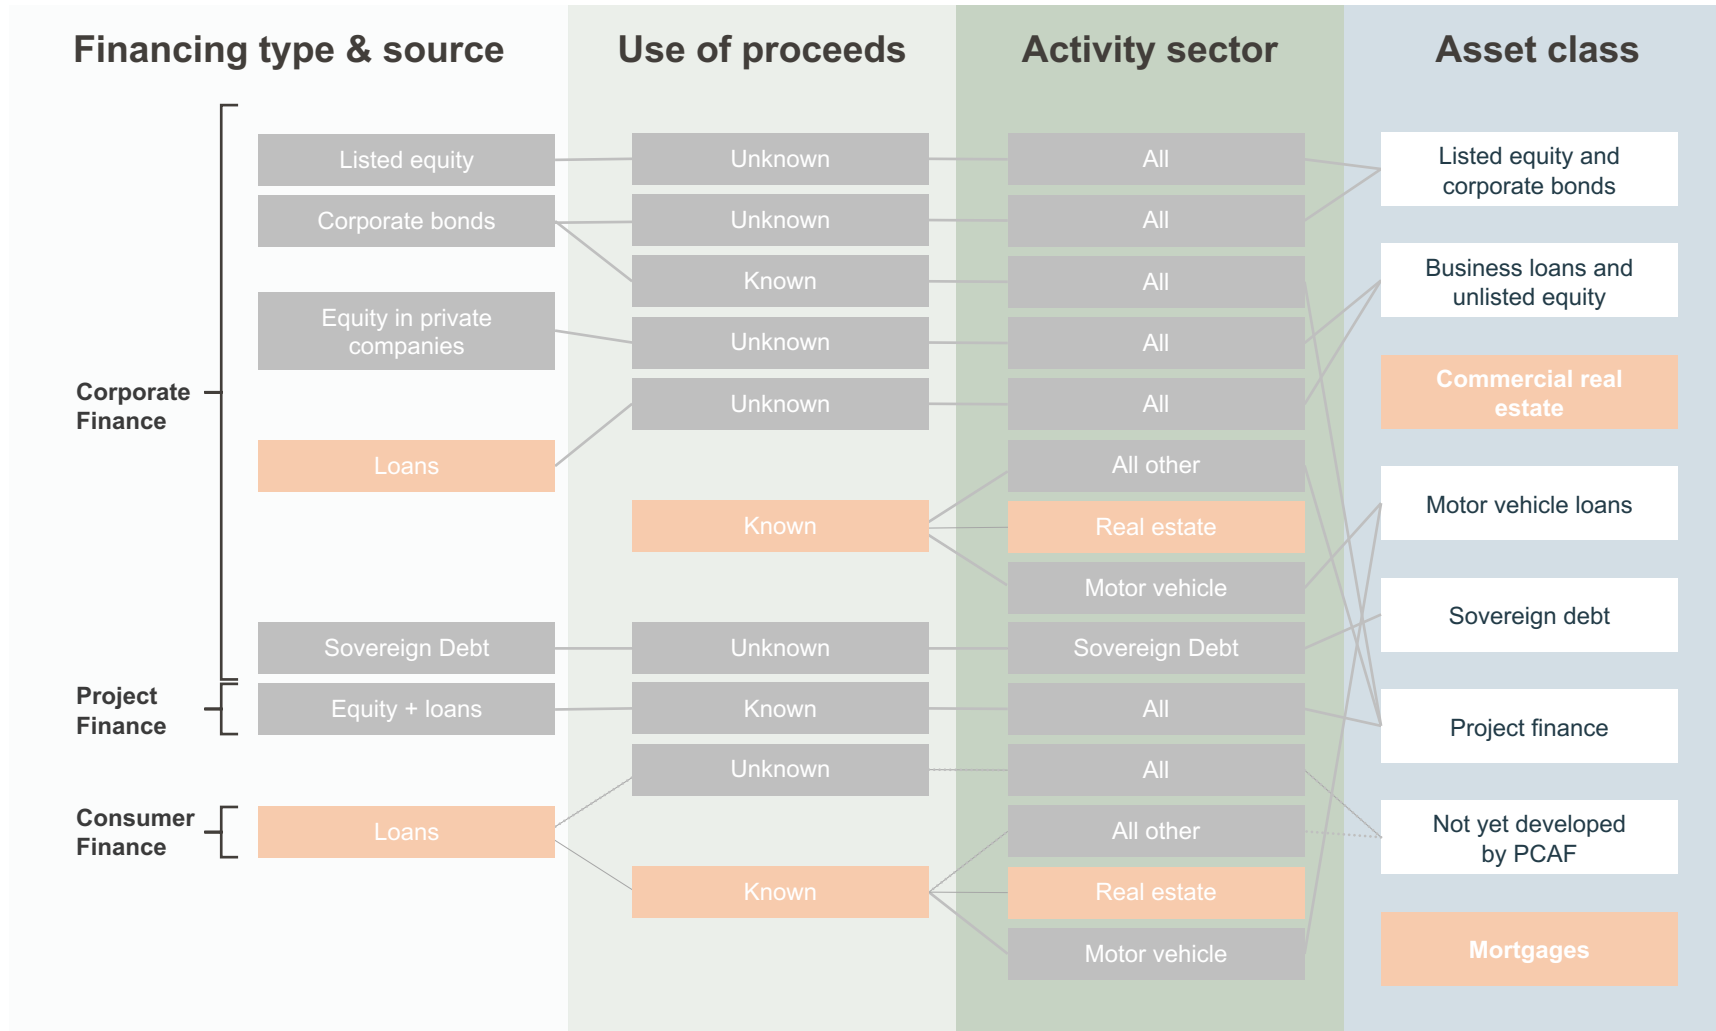 Financing type & source
Use of proceeds
Activity sector
Asset class
Corporate
Finance
Listed equity
Corporate bonds
Equity in private
companies
Loans
Sovereign Debt
Project
Finance
Equity + loans
Consumer
Finance
Loans
Unknown
Unknown
Known
Unknown
Unknown
Known
Unknown
Known
Unknown
Known
All
All
All
All
All
All other
Real estate
Motor vehicle
Sovereign Debt
All
All
All other
Real estate
Motor vehicle
Listed equity and
corporate bonds
Business loans and
unlisted equity
Commercial real
estate
Motor vehicle loans
Sovereign debt
Project finance
Not yet developed
by PCAF
Mortgages